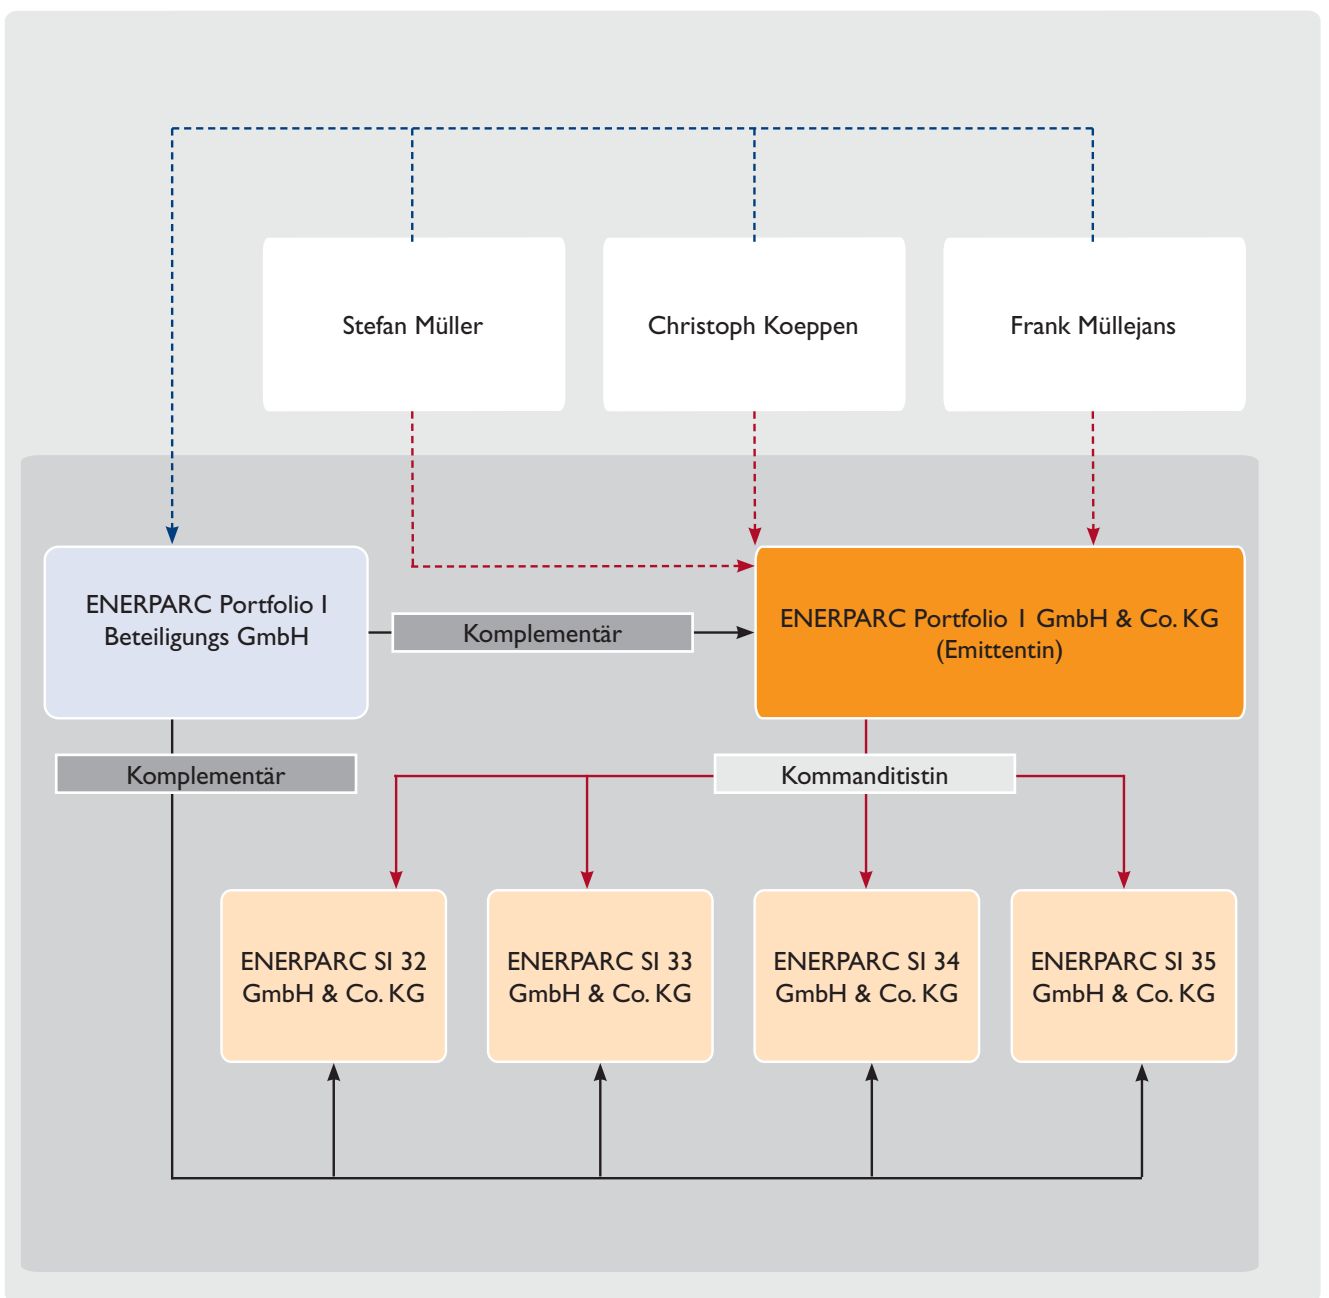 Stefan Müller
Christoph Koeppen
Frank Müllejans
ENERPARC Portfolio I
Beteiligungs GmbH
Komplementär
ENERPARC Portfolio 1 GmbH & Co. KG
(Emittentin)
Komplementär
Kommanditistin
ENERPARC SI 32
GmbH & Co. KG
ENERPARC SI 33
GmbH & Co. KG
ENERPARC SI 34
GmbH & Co. KG
ENERPARC SI 35
GmbH & Co. KG